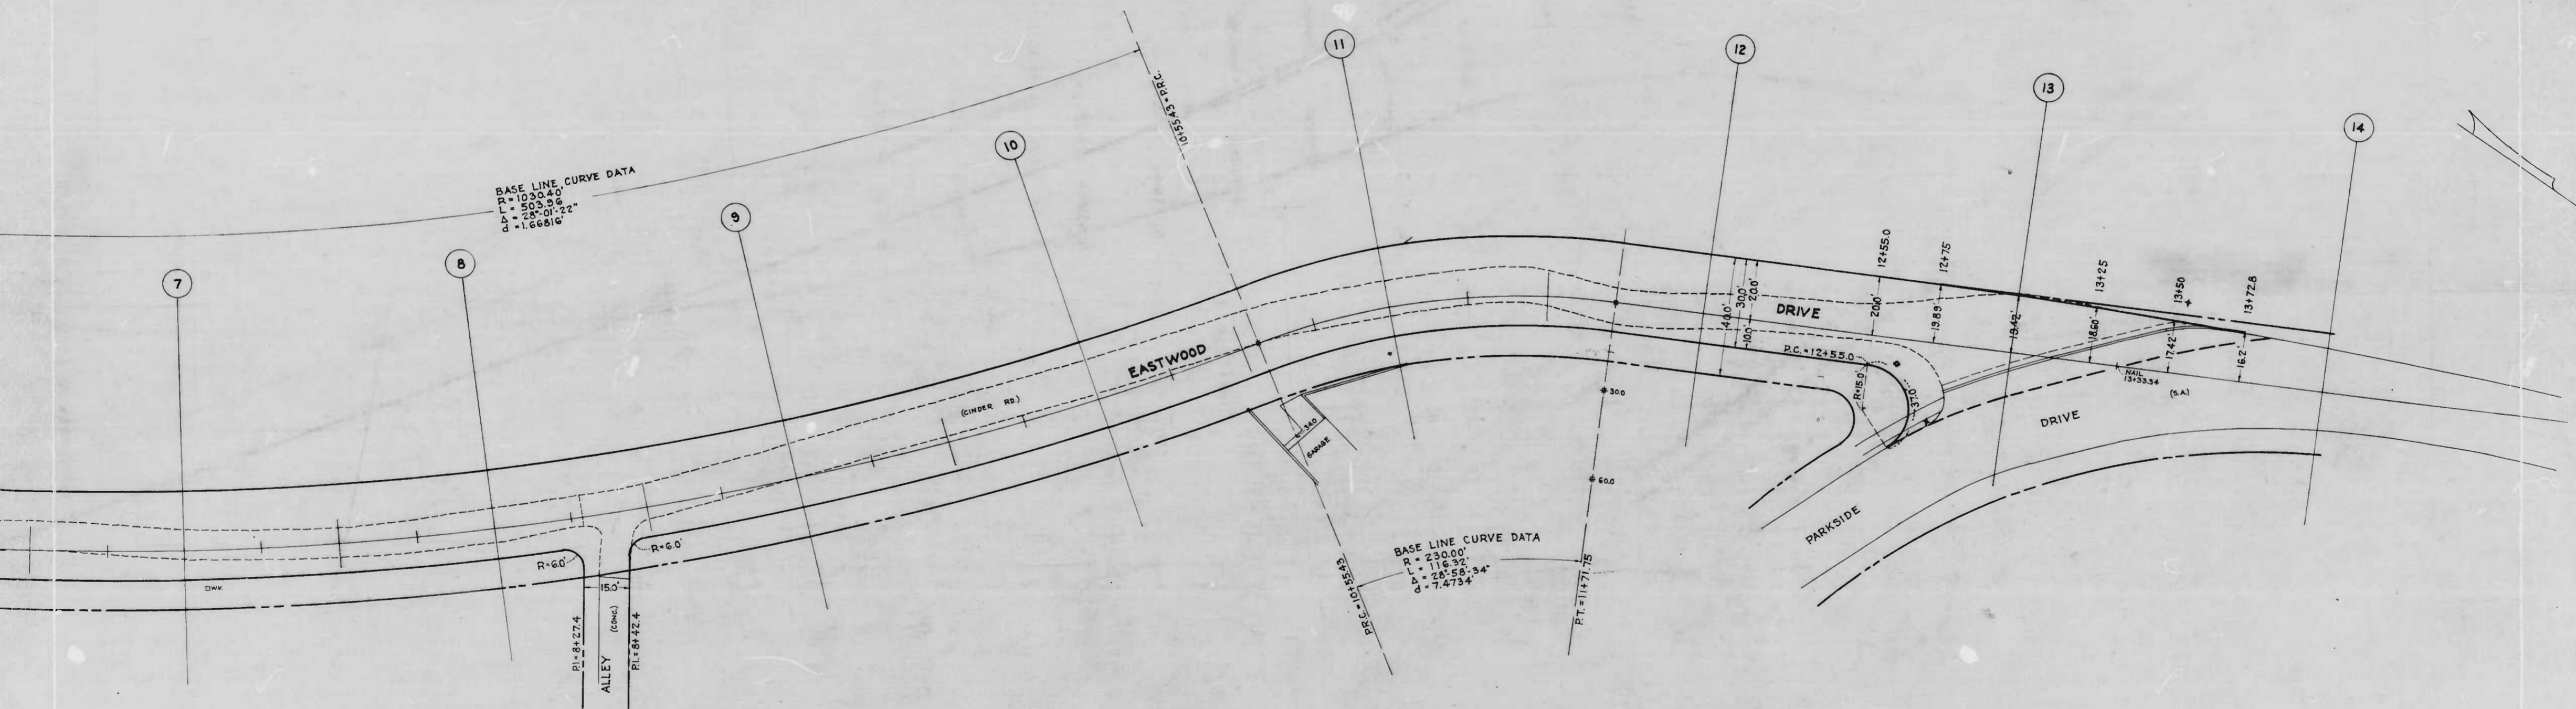 7
8
9
10
11
12
13
14
BASE LINE CURVE DATA
R = 1030.40'
L = 503.96
Δ = 28°-01'-22"
d = 1.66816'
10+55.43 = P.R.C.
EASTWOOD
DRIVE
(CINDER RD.)
R=6.0'
R=6.0'
15.0'
W.V.
P.I. = 8+27.4
ALLEY
(CONC.)
P.I. = 8+42.4
34.0
GARAGE
P.R.C. = 10+55.43
BASE LINE CURVE DATA
R = 230.00'
L = 116.32'
Δ = 28°-58'-34"
d = 7.4734'
P.T. = 11+71.75
30.0
60.0
40.0'
30.0'
20.0'
10.0'
12+55.0
12+75
13+25
13+50
13+72.8
20.0'
19.89'
19.42'
18.60'
17.42'
16.2'
P.C. = 12+55.0
R=15.0'
37.0'
NAIL
13+33.34
(S.A.)
PARKSIDE
DRIVE